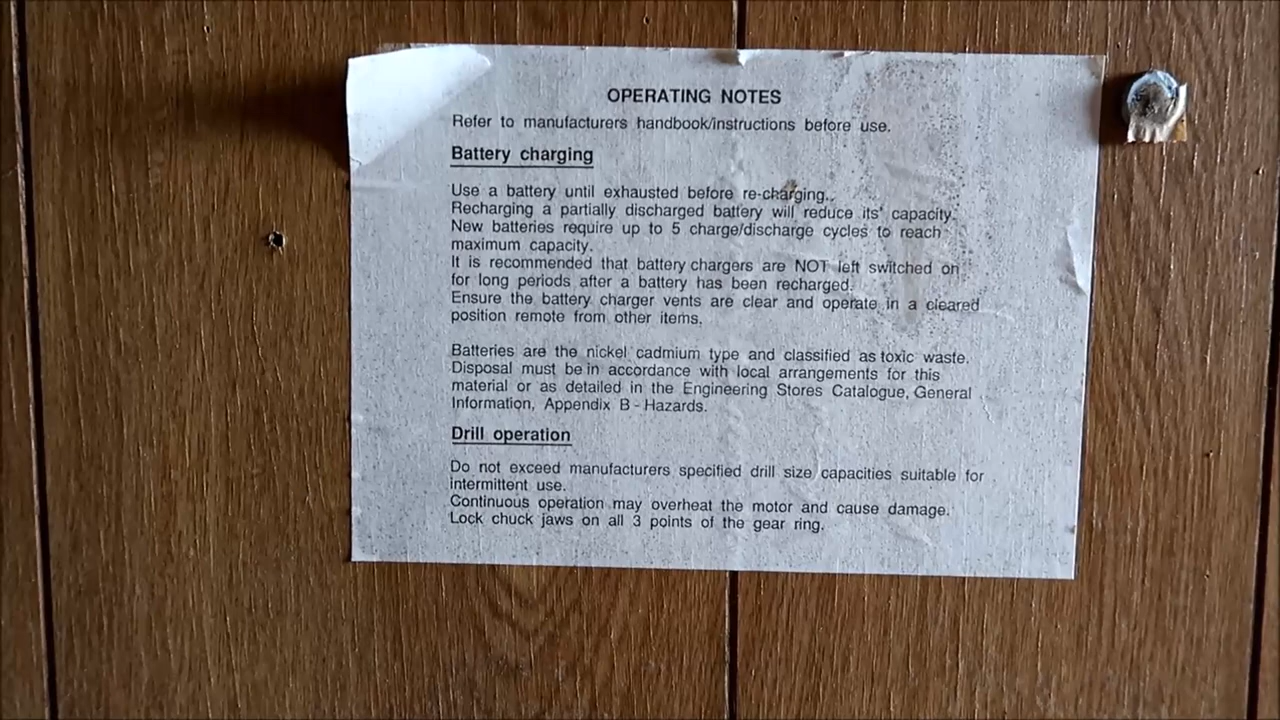 OPERATING NOTES
Refer to manufacturers handbook/instructions before use.
Battery charging
Use a battery until exhausted before re-charging.
Recharging a partially discharged battery will reduce its' capacity.
New batteries require up to 5 charge/discharge cycles to reach
maximum capacity.
It is recommended that battery chargers are NOT left switched on
for long periods after a battery has been recharged.
Ensure the battery charger vents are clear and operate in a cleared
position remote from other items.
Batteries are the nickel cadmium type and classified as toxic waste.
Disposal must be in accordance with local arrangements for this
material or as detailed in the Engineering Stores Catalogue, General
Information, Appendix B - Hazards.
Drill operation
Do not exceed manufacturers specified drill size capacities suitable for
intermittent use.
Continuous operation may overheat the motor and cause damage.
Lock chuck jaws on all 3 points of the gear ring.